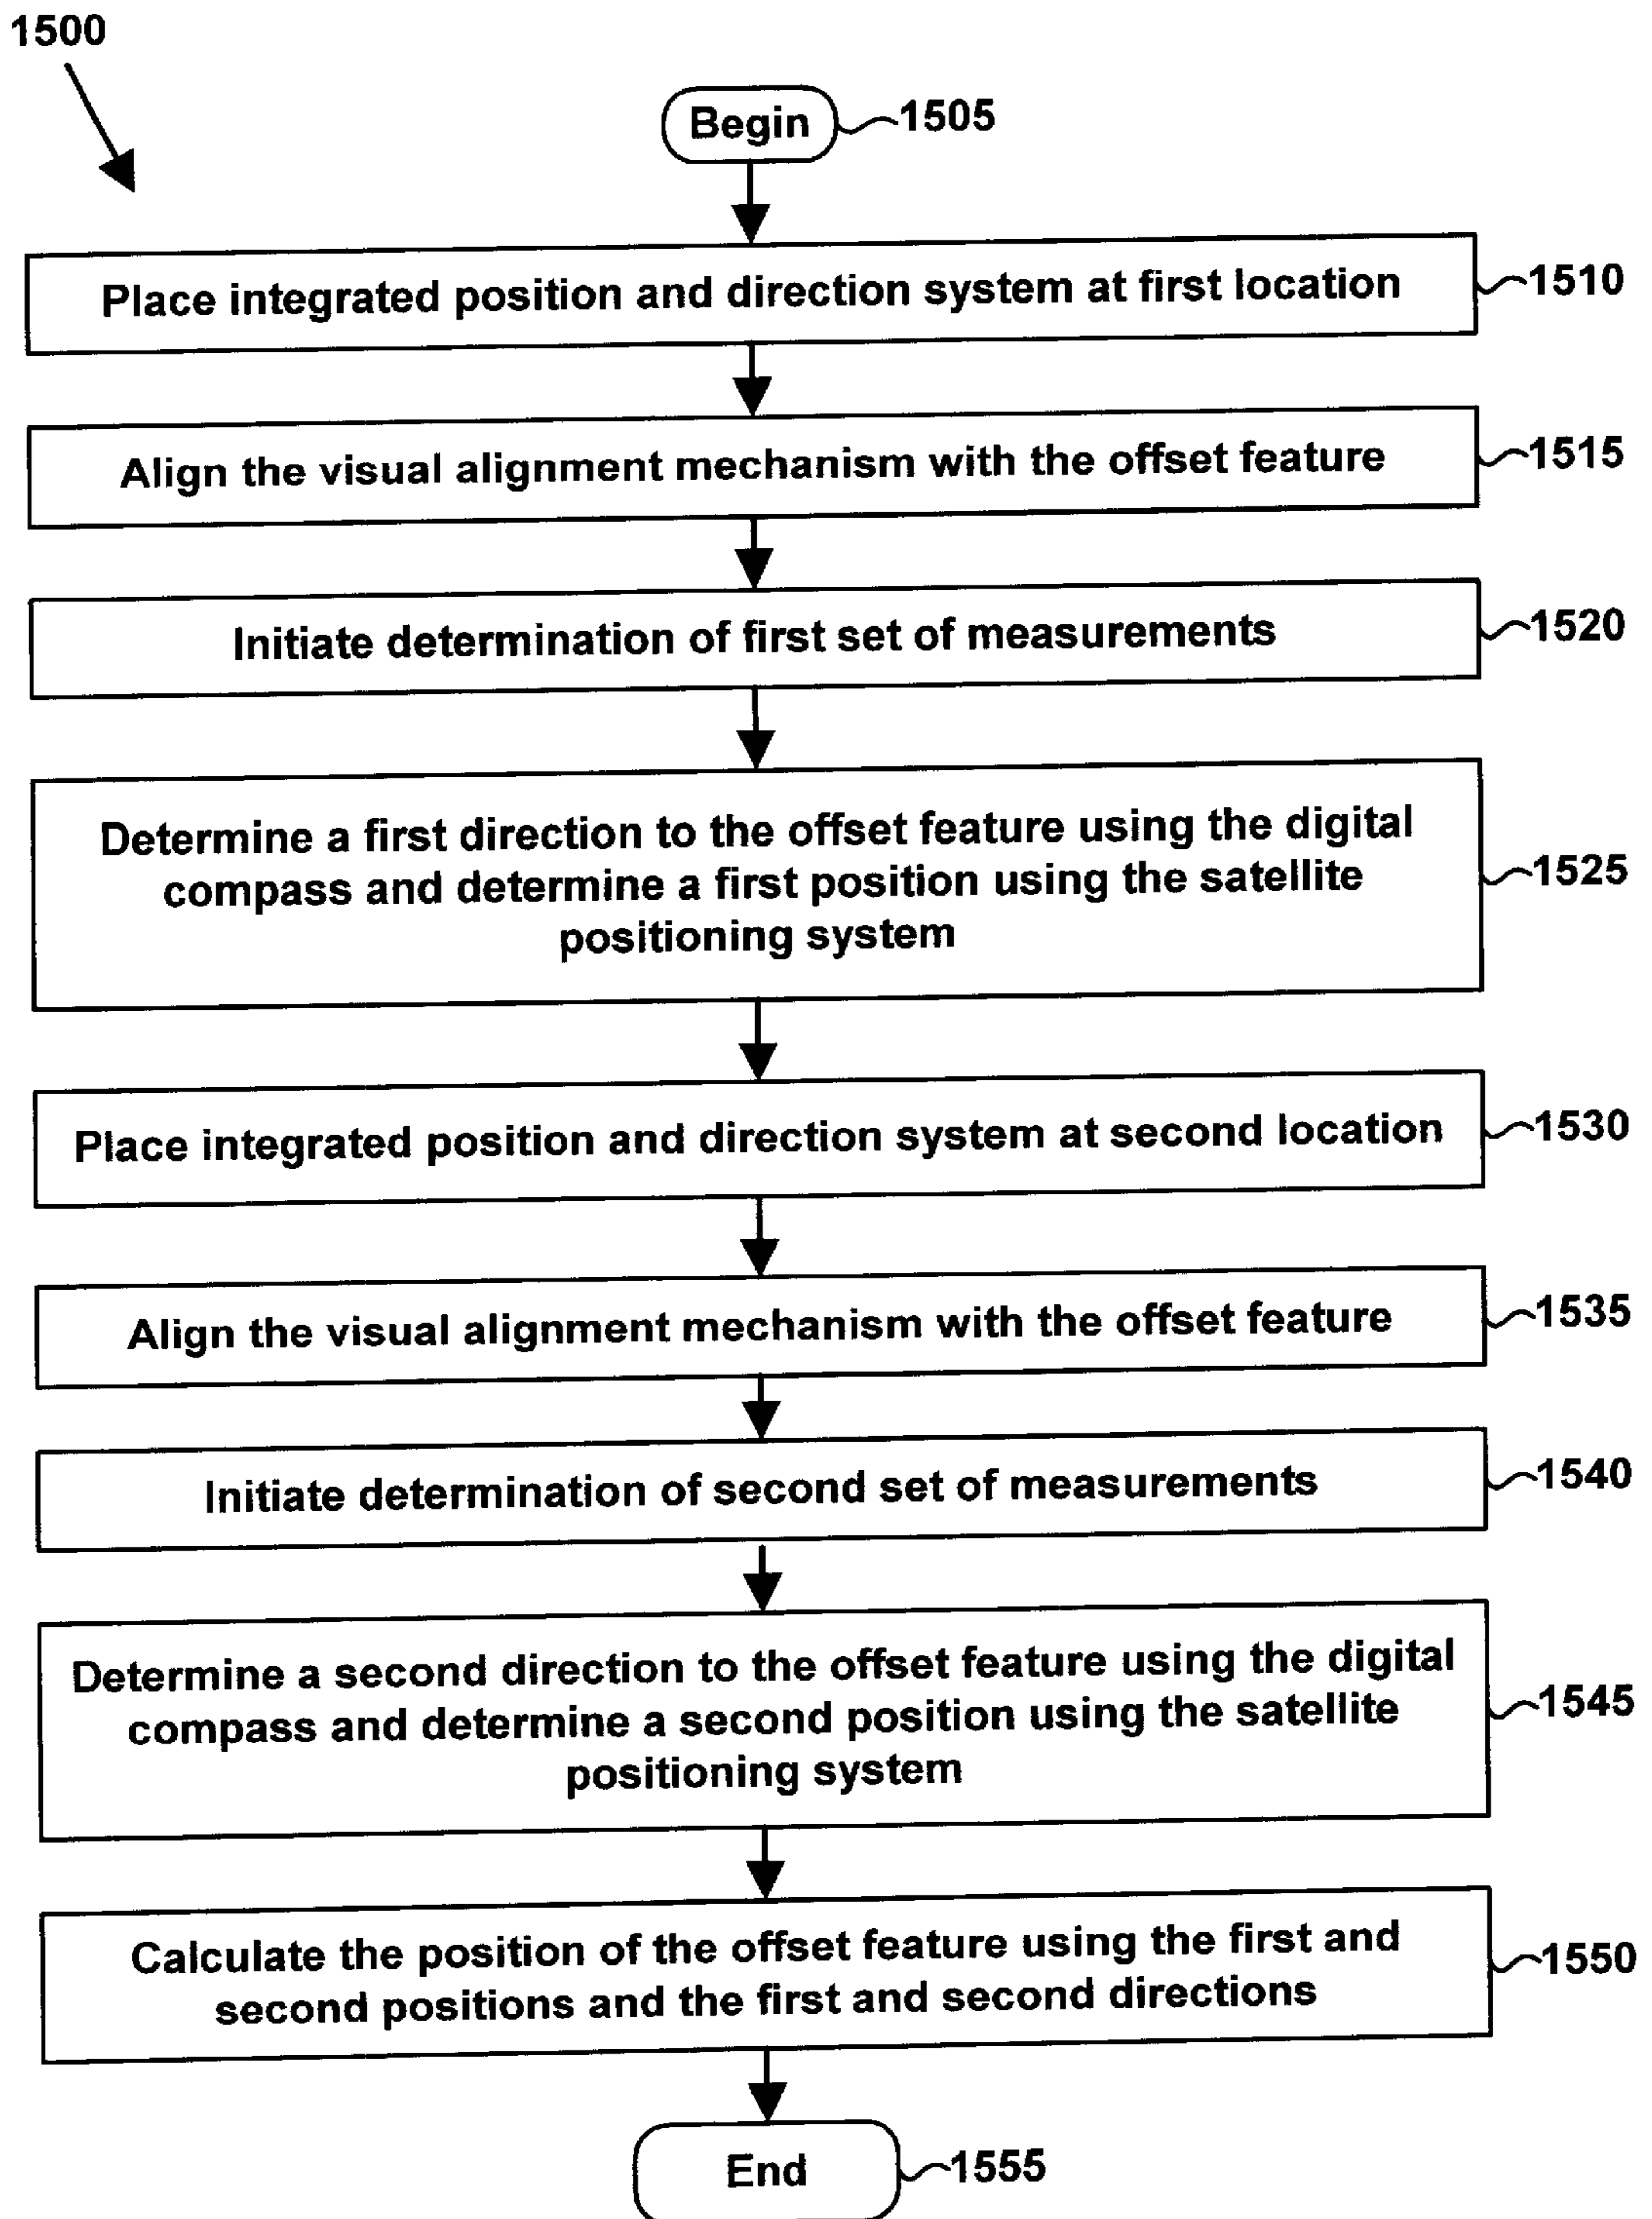 1500
Begin
1505
Place integrated position and direction system at first location
1510
Align the visual alignment mechanism with the offset feature
1515
Initiate determination of first set of measurements
1520
Determine a first direction to the offset feature using the digital
compass and determine a first position using the satellite
positioning system
1525
Place integrated position and direction system at second location
1530
Align the visual alignment mechanism with the offset feature
1535
Initiate determination of second set of measurements
1540
Determine a second direction to the offset feature using the digital
compass and determine a second position using the satellite
positioning system
1545
Calculate the position of the offset feature using the first and
second positions and the first and second directions
1550
End
1555